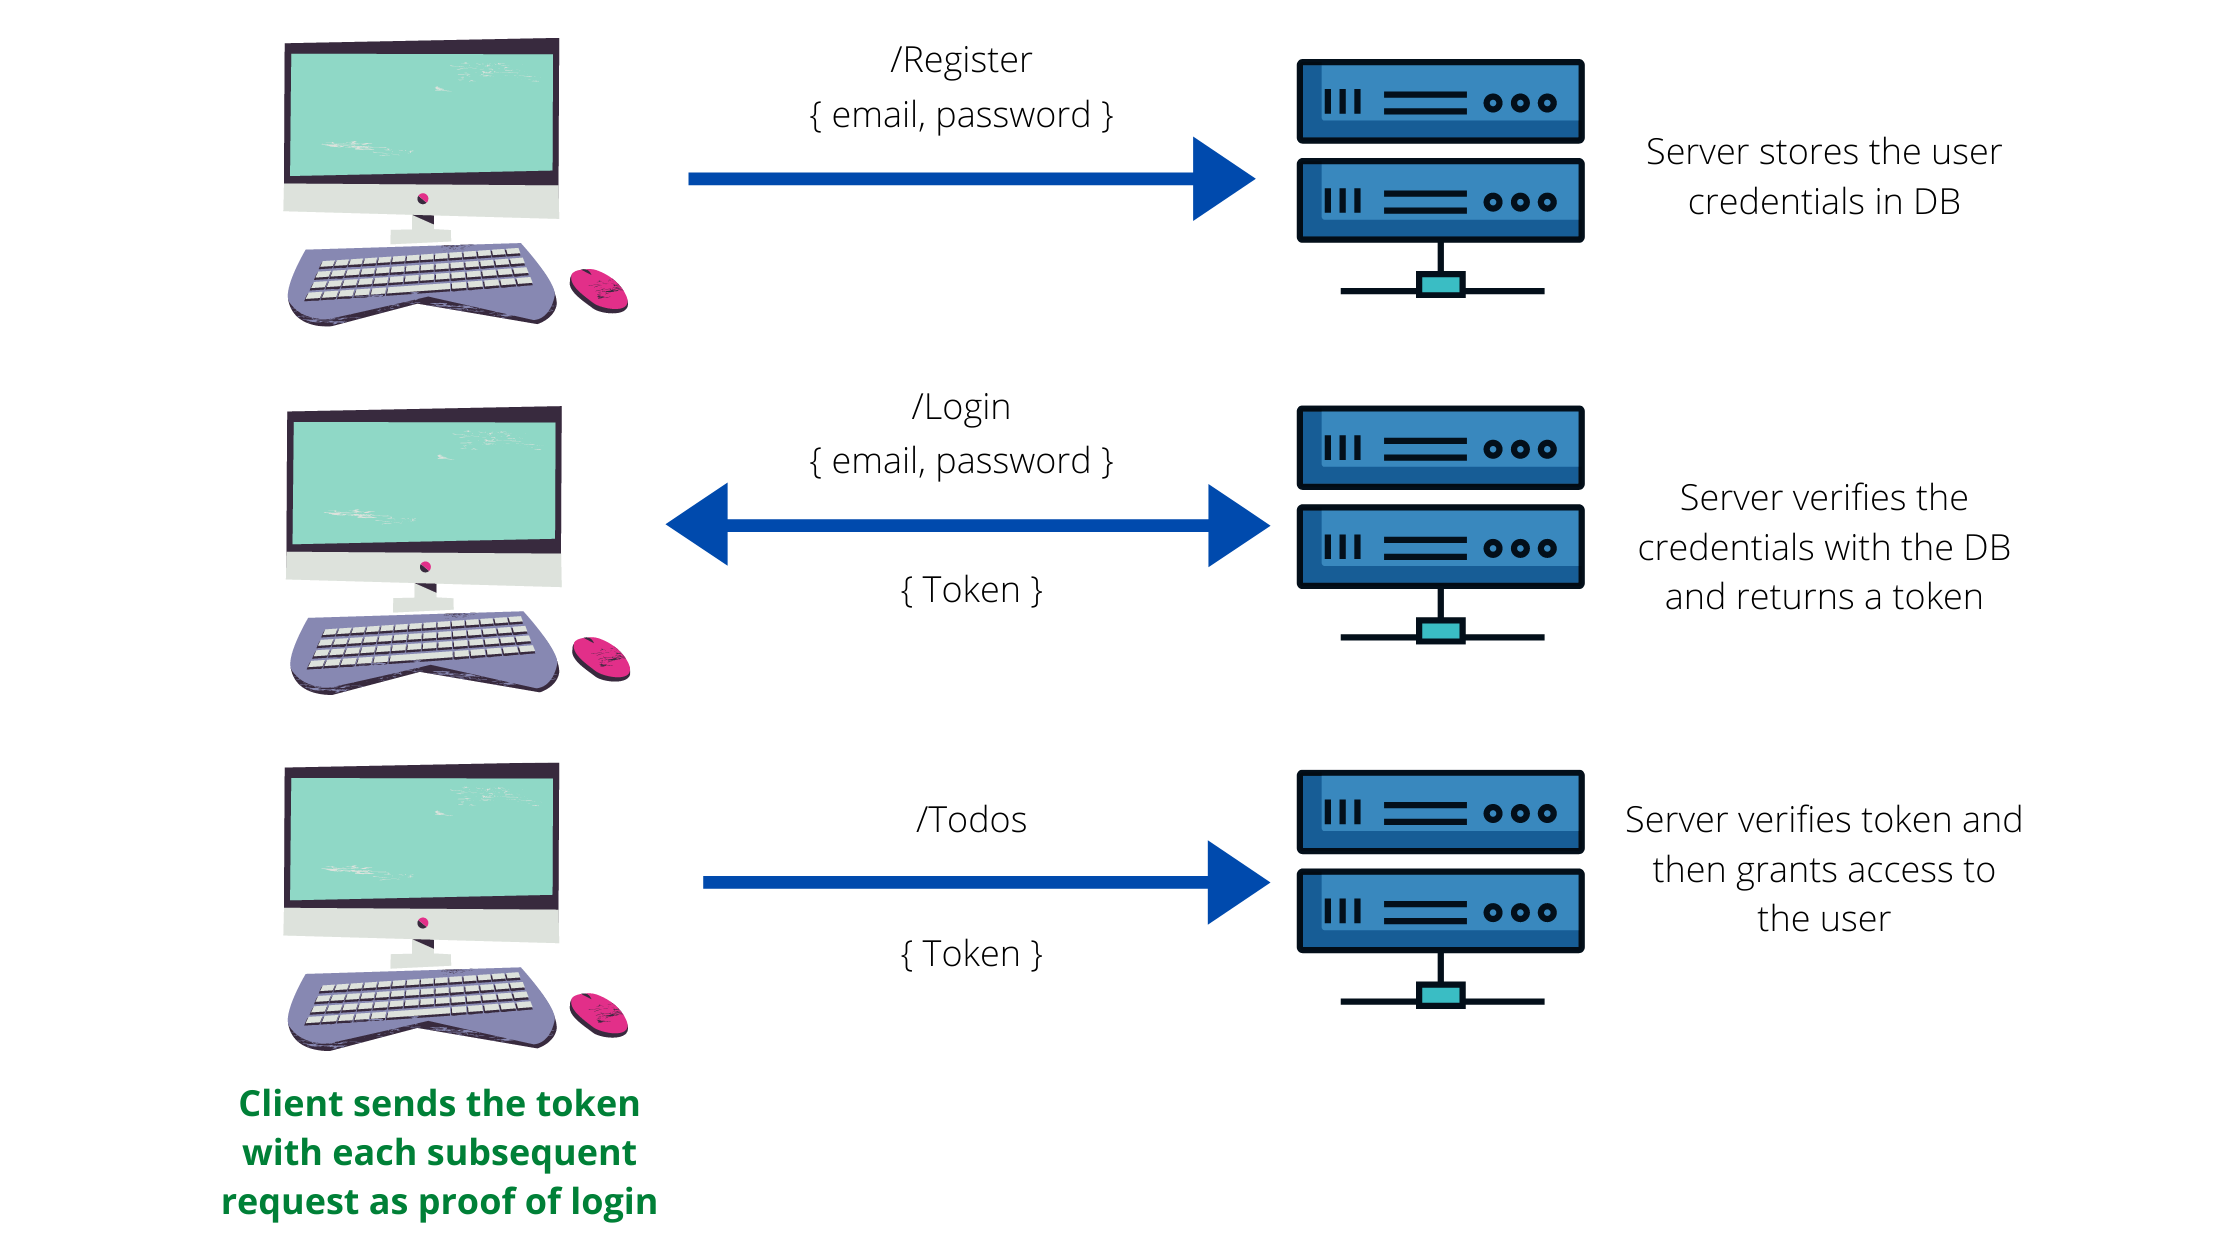 /Register
{ email, password }
Server stores the user
credentials in DB
/Login
{ email, password }
{ Token }
Server verifies the
credentials with the DB
and returns a token
/Todos
{ Token }
Server verifies token and
then grants access to
the user
Client sends the token
with each subsequent
request as proof of login